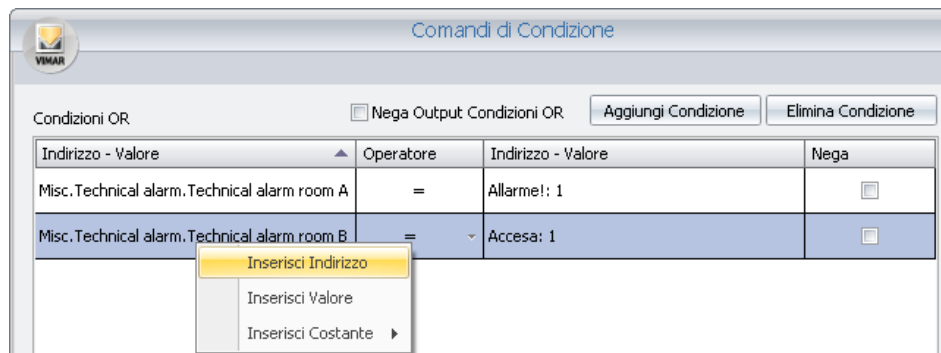 Comandi di Condizione
VIMAR
Condizioni OR Nega Output Condizioni OR Aggiungi Condizione Elimina Condizione
Indirizzo - Valore Operatore Indirizzo - Valore Nega
Misc.Technical alarm.Technical alarm room A = Allarme!: 1
Misc.Technical alarm.Technical alarm room B = Accesa: 1
Inserisci Indirizzo
Inserisci Valore
Inserisci Costante